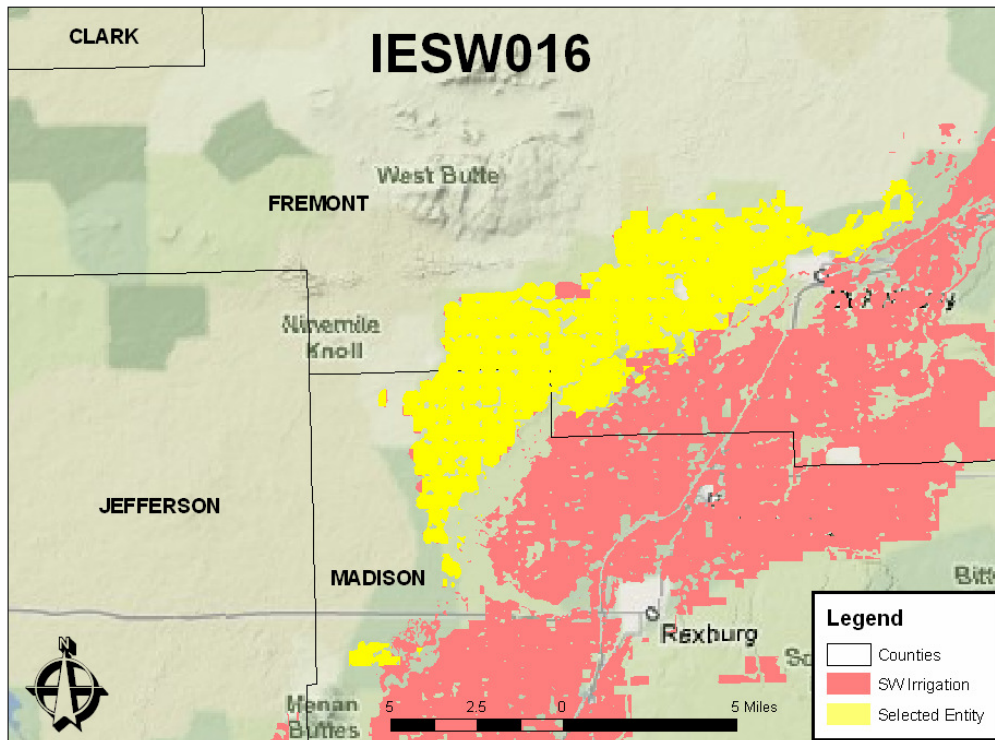 CLARK
IESW016
West Butte
FREMONT
Ninemile
Knoll
JEFFERSON
MADISON
Rexburg
Menan
Buttes
N
5 2.5 0 5 Miles
Legend
Counties
SW Irrigation
Selected Entity